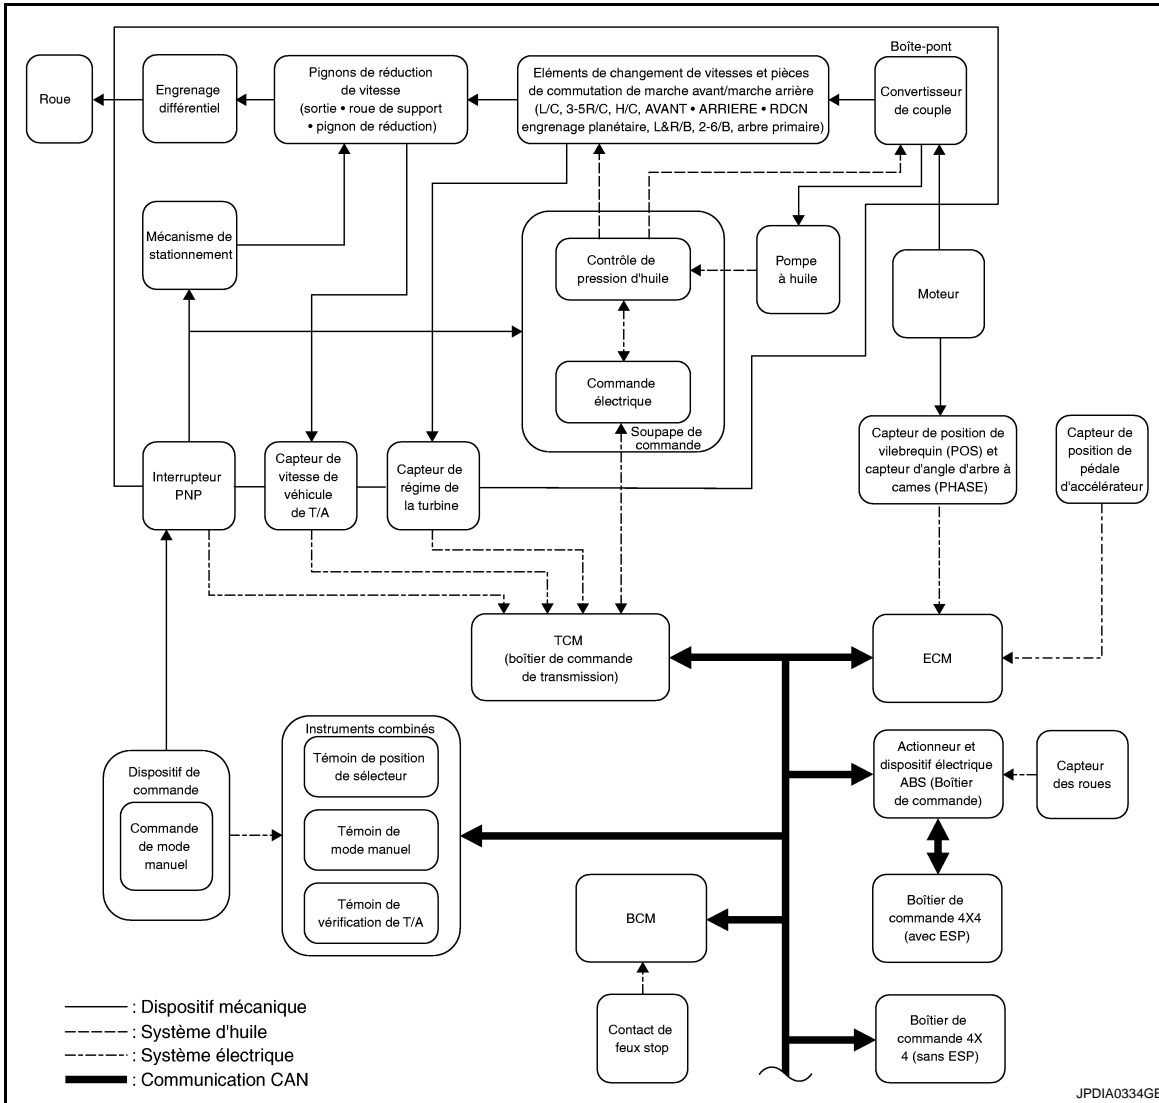 Boîte-pont
Roue
Engrenage
différentiel
Pignons de réduction
de vitesse
(sortie • roue de support
• pignon de réduction)
Eléments de changement de vitesses et pièces
de commutation de marche avant/marche arrière
(L/C, 3-5R/C, H/C, AVANT • ARRIERE • RDCN
engrenage planétaire, L&R/B, 2-6/B, arbre primaire)
Convertisseur
de couple
Mécanisme de
stationnement
Contrôle de
pression d'huile
Pompe
à huile
Moteur
Commande
électrique
Soupape de
commande
Interrupteur
PNP
Capteur de
vitesse de
véhicule
de T/A
Capteur de
régime de
la turbine
Capteur de position de
vilebrequin (POS) et
capteur d'angle d'arbre à
cames (PHASE)
Capteur de
position de
pédale
d'accélérateur
TCM
(boîtier de commande
de transmission)
ECM
Instruments combinés
Témoin de position
de sélecteur
Témoin de
mode manuel
Témoin de
vérification de T/A
Dispositif de
commande
Commande
de mode
manuel
Actionneur et
dispositif électrique
ABS (Boîtier
de commande)
Capteur
des roues
BCM
Boîtier de
commande 4X4
(avec ESP)
Contact de
feux stop
Boîtier de
commande 4X
4 (sans ESP)
: Dispositif mécanique
: Système d'huile
: Système électrique
: Communication CAN
JPDIA0334GB